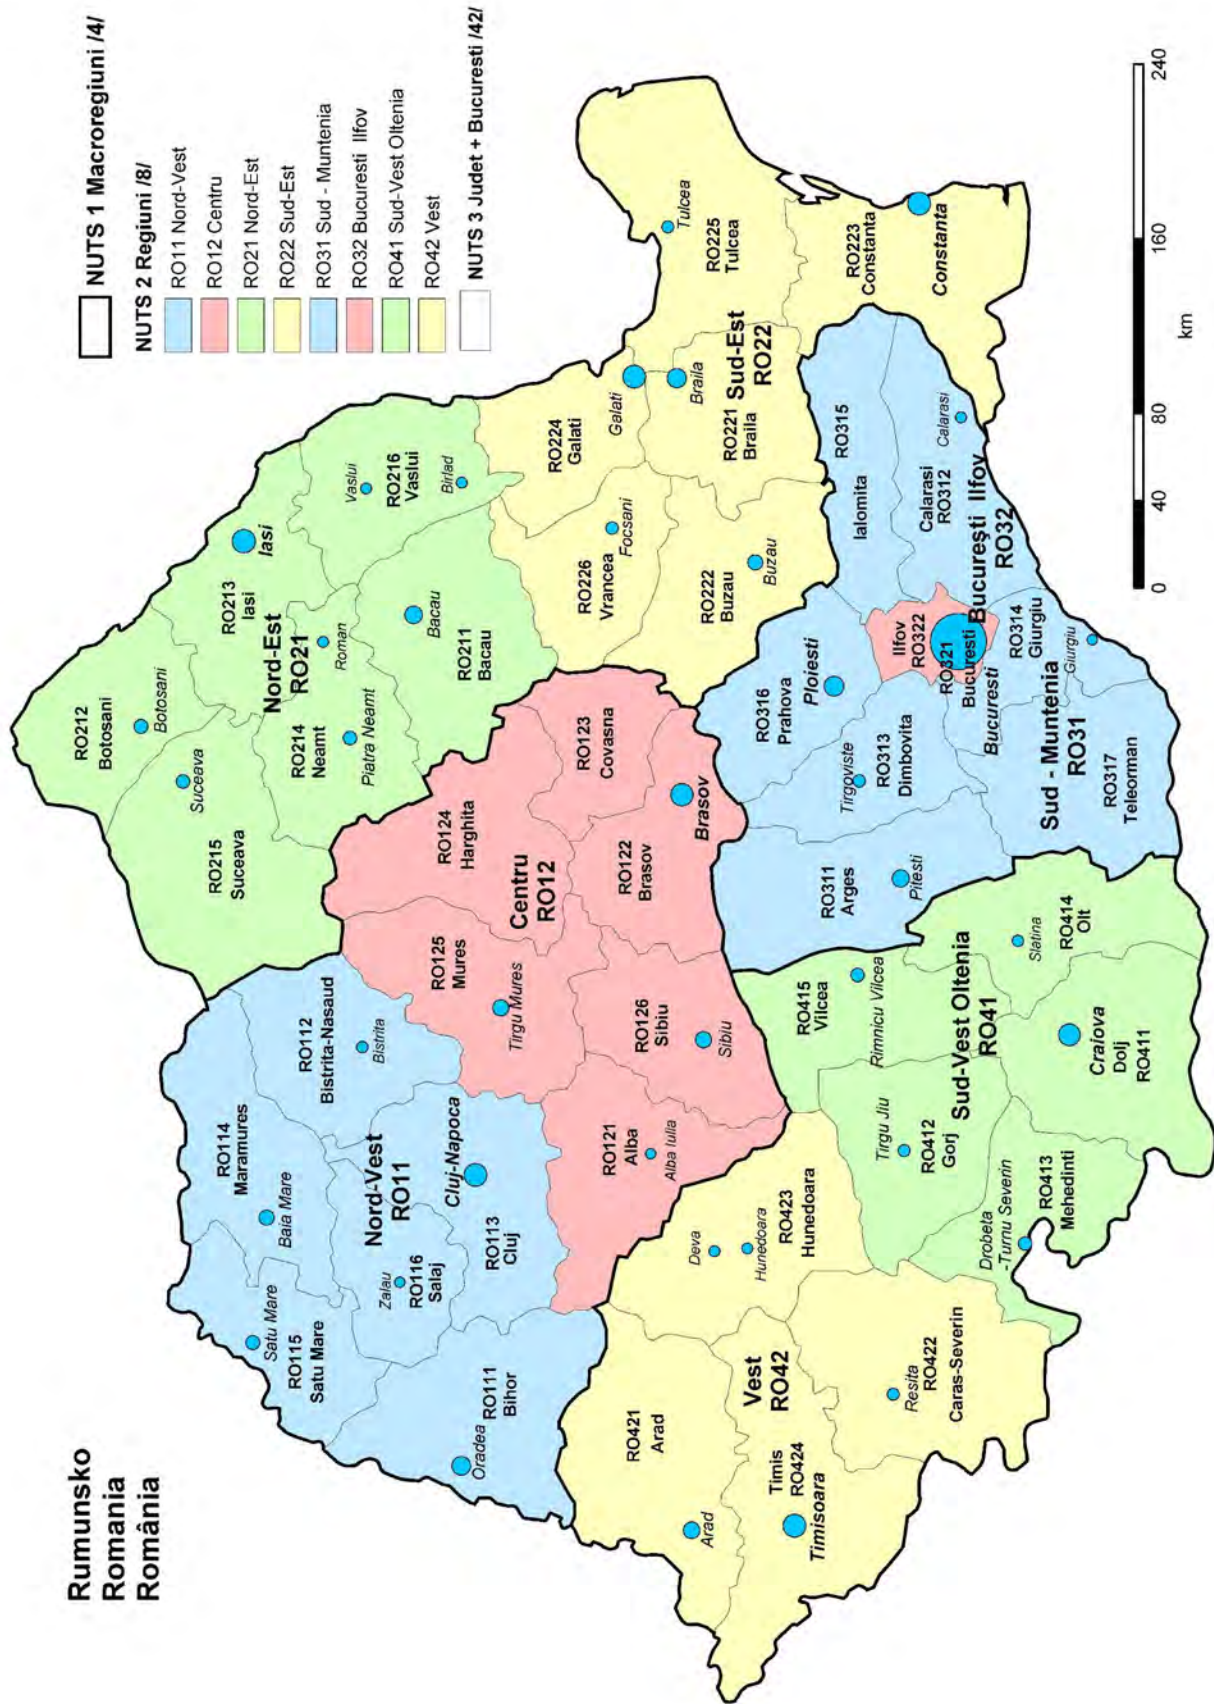 Rumunsko
Romania
România
NUTS 1 Macroregiuni /4/
NUTS 2 Regiuni /8/
RO11 Nord-Vest
RO12 Centru
RO21 Nord-Est
RO22 Sud-Est
RO31 Sud - Muntenia
RO32 Bucuresti Ilfov
RO41 Sud-Vest Oltenia
RO42 Vest
NUTS 3 Judet + Bucuresti /42/
RO212
Botosani
Botosani
Suceava
RO215
Suceava
RO213
Iasi
Iasi
Nord-Est
RO21
RO214
Neamt
Roman
Piatra Neamt
Vaslui
RO216
Vaslui
Birlad
Bacau
RO211
Bacau
RO114
Maramures
Baia Mare
Satu Mare
RO115
Satu Mare
RO112
Bistrita-Nasaud
Bistrita
Nord-Vest
RO11
Zalau
RO116
Salaj
Cluj-Napoca
RO113
Cluj
Oradea
RO111
Bihor
RO124
Harghita
RO125
Mures
Tirgu Mures
Centru
RO12
RO123
Covasna
RO122
Brasov
Brasov
RO126
Sibiu
Sibiu
RO121
Alba
Alba Iulia
RO224
Galati
Galati
RO226
Vrancea
Focsani
Braila
RO221
Braila
Sud-Est
RO22
RO222
Buzau
Buzau
Tulcea
RO225
Tulcea
RO223
Constanta
Constanta
RO421
Arad
Arad
Vest
RO42
Timis
RO424
Timisoara
Deva
Hunedoara
RO423
Hunedoara
Resita
RO422
Caras-Severin
RO415
Vilcea
Rimnicu Vilcea
Tirgu Jiu
RO412
Gorj
Sud-Vest Oltenia
RO41
Slatina
RO414
Olt
Craiova
Dolj
RO411
Drobeta
-Turnu Severin
RO413
Mehedinti
RO316
Prahova
Ploiesti
Tirgoviste
RO313
Dimbovita
RO311
Arges
Pitesti
RO315
Ialomita
Calarasi
RO312
Calarasi
Ilfov
RO322
RO321
Bucuresti
Bucuresti
Bucureşti Ilfov
RO32
RO314
Giurgiu
Giurgiu
Sud - Muntenia
RO31
RO317
Teleorman
0 40 80 160 240
km